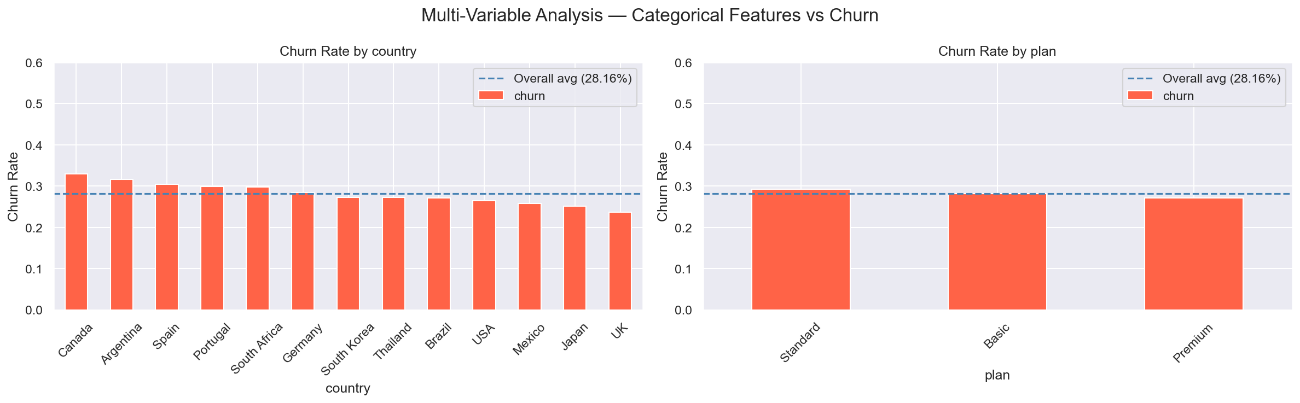 Multi-Variable Analysis — Categorical Features vs Churn
Churn Rate by country
Churn Rate
0.6
0.5
0.4
0.3
0.2
0.1
0.0
Overall avg (28.16%)
churn
Canada
Argentina
Spain
Portugal
South Africa
Germany
South Korea
Thailand
Brazil
USA
Mexico
Japan
UK
country
Churn Rate by plan
Churn Rate
0.6
0.5
0.4
0.3
0.2
0.1
0.0
Overall avg (28.16%)
churn
Standard
Basic
Premium
plan